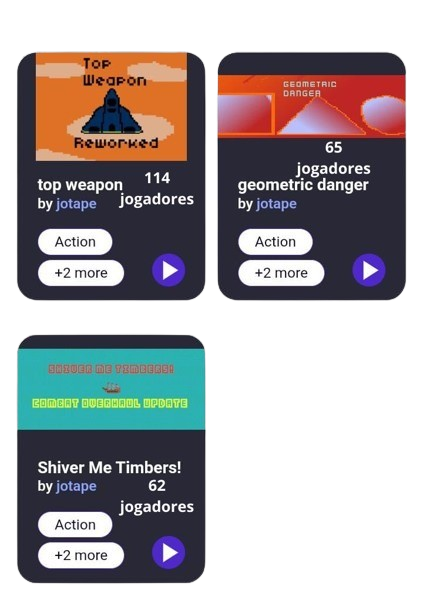 Top
Weapon
Reworked
top weapon
114
by jotape
jogadores
Action
+2 more
GEOMETRIC
DANGER
65
jogadores
geometric danger
by jotape
Action
+2 more
SHIVER ME TIMBERS!
COMBAT OVERHAUL UPDATE
Shiver Me Timbers!
by jotape
62
jogadores
Action
+2 more